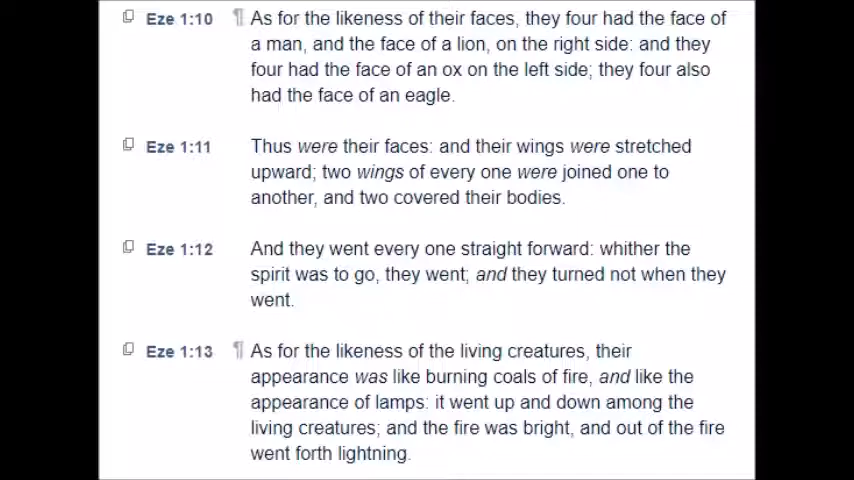 Eze 1:10 ¶ As for the likeness of their faces, they four had the face of
a man, and the face of a lion, on the right side: and they
four had the face of an ox on the left side; they four also
had the face of an eagle.
Eze 1:11 Thus were their faces: and their wings were stretched
upward; two wings of every one were joined one to
another, and two covered their bodies.
Eze 1:12 And they went every one straight forward: whither the
spirit was to go, they went; and they turned not when they
went.
Eze 1:13 ¶ As for the likeness of the living creatures, their
appearance was like burning coals of fire, and like the
appearance of lamps: it went up and down among the
living creatures; and the fire was bright, and out of the fire
went forth lightning.